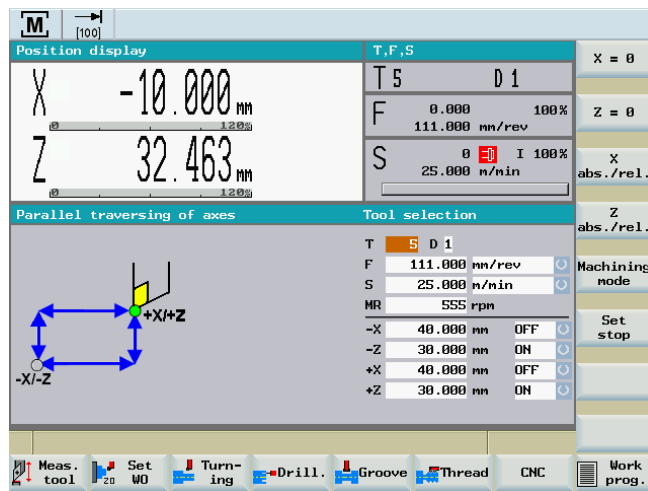 M [100]
Position display
X -10.000 mm
0 120%
Z 32.463 mm
0 120%
T,F,S
T 5 D 1
F 0.000 100%
111.000 mm/rev
S 0 I 100%
25.000 m/min
X = 0
Z = 0
X
abs./rel.
Z
abs./rel.
Machining
mode
Set
stop
Parallel traversing of axes
+X/+Z
-X/-Z
Tool selection
T 5 D 1
F 111.000 mm/rev
S 25.000 m/min
MR 555 rpm
-X 40.000 mm OFF
-Z 30.000 mm ON
+X 40.000 mm OFF
+Z 30.000 mm ON
Meas.
tool
Z0
Set
WO
Turn-
ing
Drill.
Groove
Thread
CNC
Work
prog.